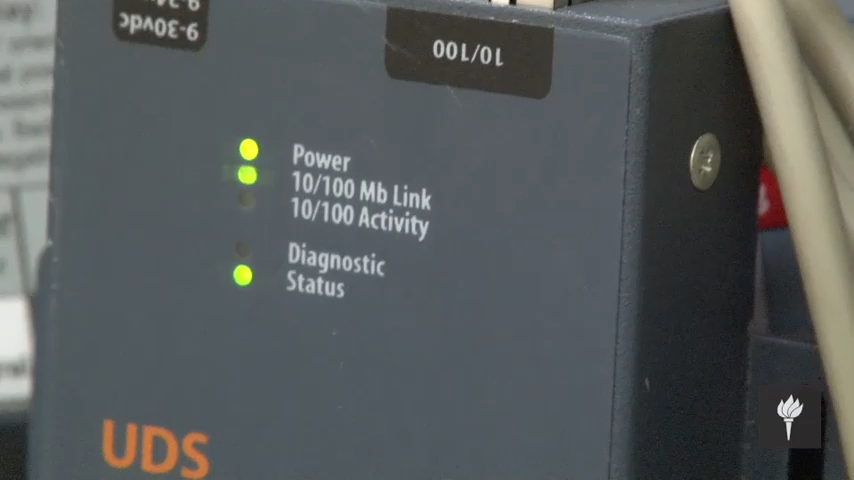 9-30vdc
10/100
Power
10/100 Mb Link
10/100 Activity
Diagnostic
Status
UDS